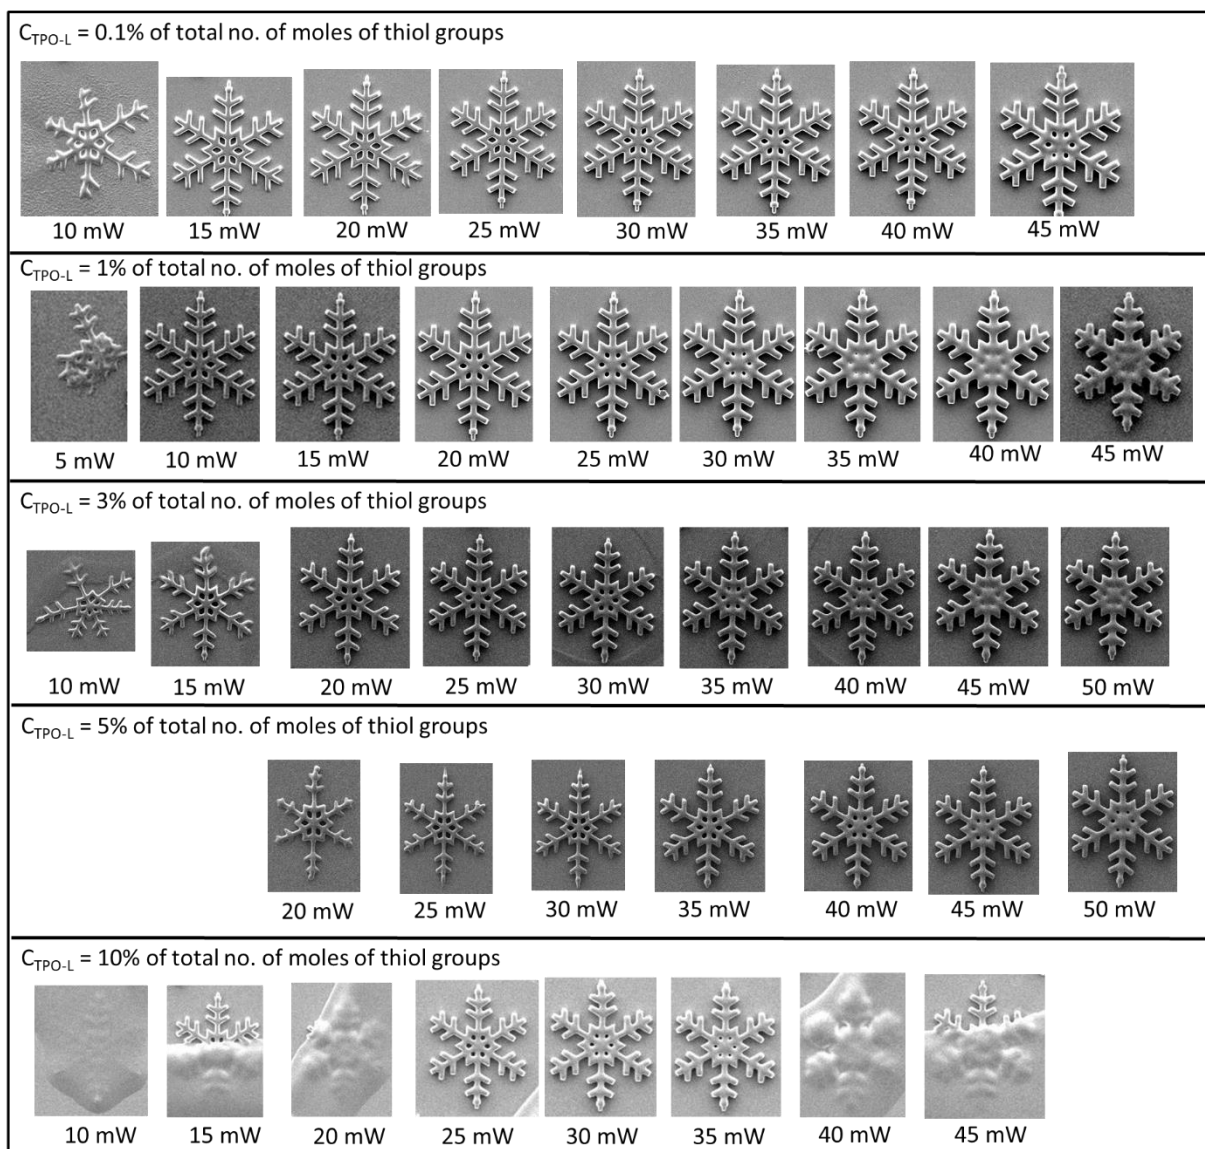 C_TPO-L = 0.1% of total no. of moles of thiol groups
10 mW 15 mW 20 mW 25 mW 30 mW 35 mW 40 mW 45 mW
C_TPO-L = 1% of total no. of moles of thiol groups
5 mW 10 mW 15 mW 20 mW 25 mW 30 mW 35 mW 40 mW 45 mW
C_TPO-L = 3% of total no. of moles of thiol groups
10 mW 15 mW 20 mW 25 mW 30 mW 35 mW 40 mW 45 mW 50 mW
C_TPO-L = 5% of total no. of moles of thiol groups
20 mW 25 mW 30 mW 35 mW 40 mW 45 mW 50 mW
C_TPO-L = 10% of total no. of moles of thiol groups
10 mW 15 mW 20 mW 25 mW 30 mW 35 mW 40 mW 45 mW